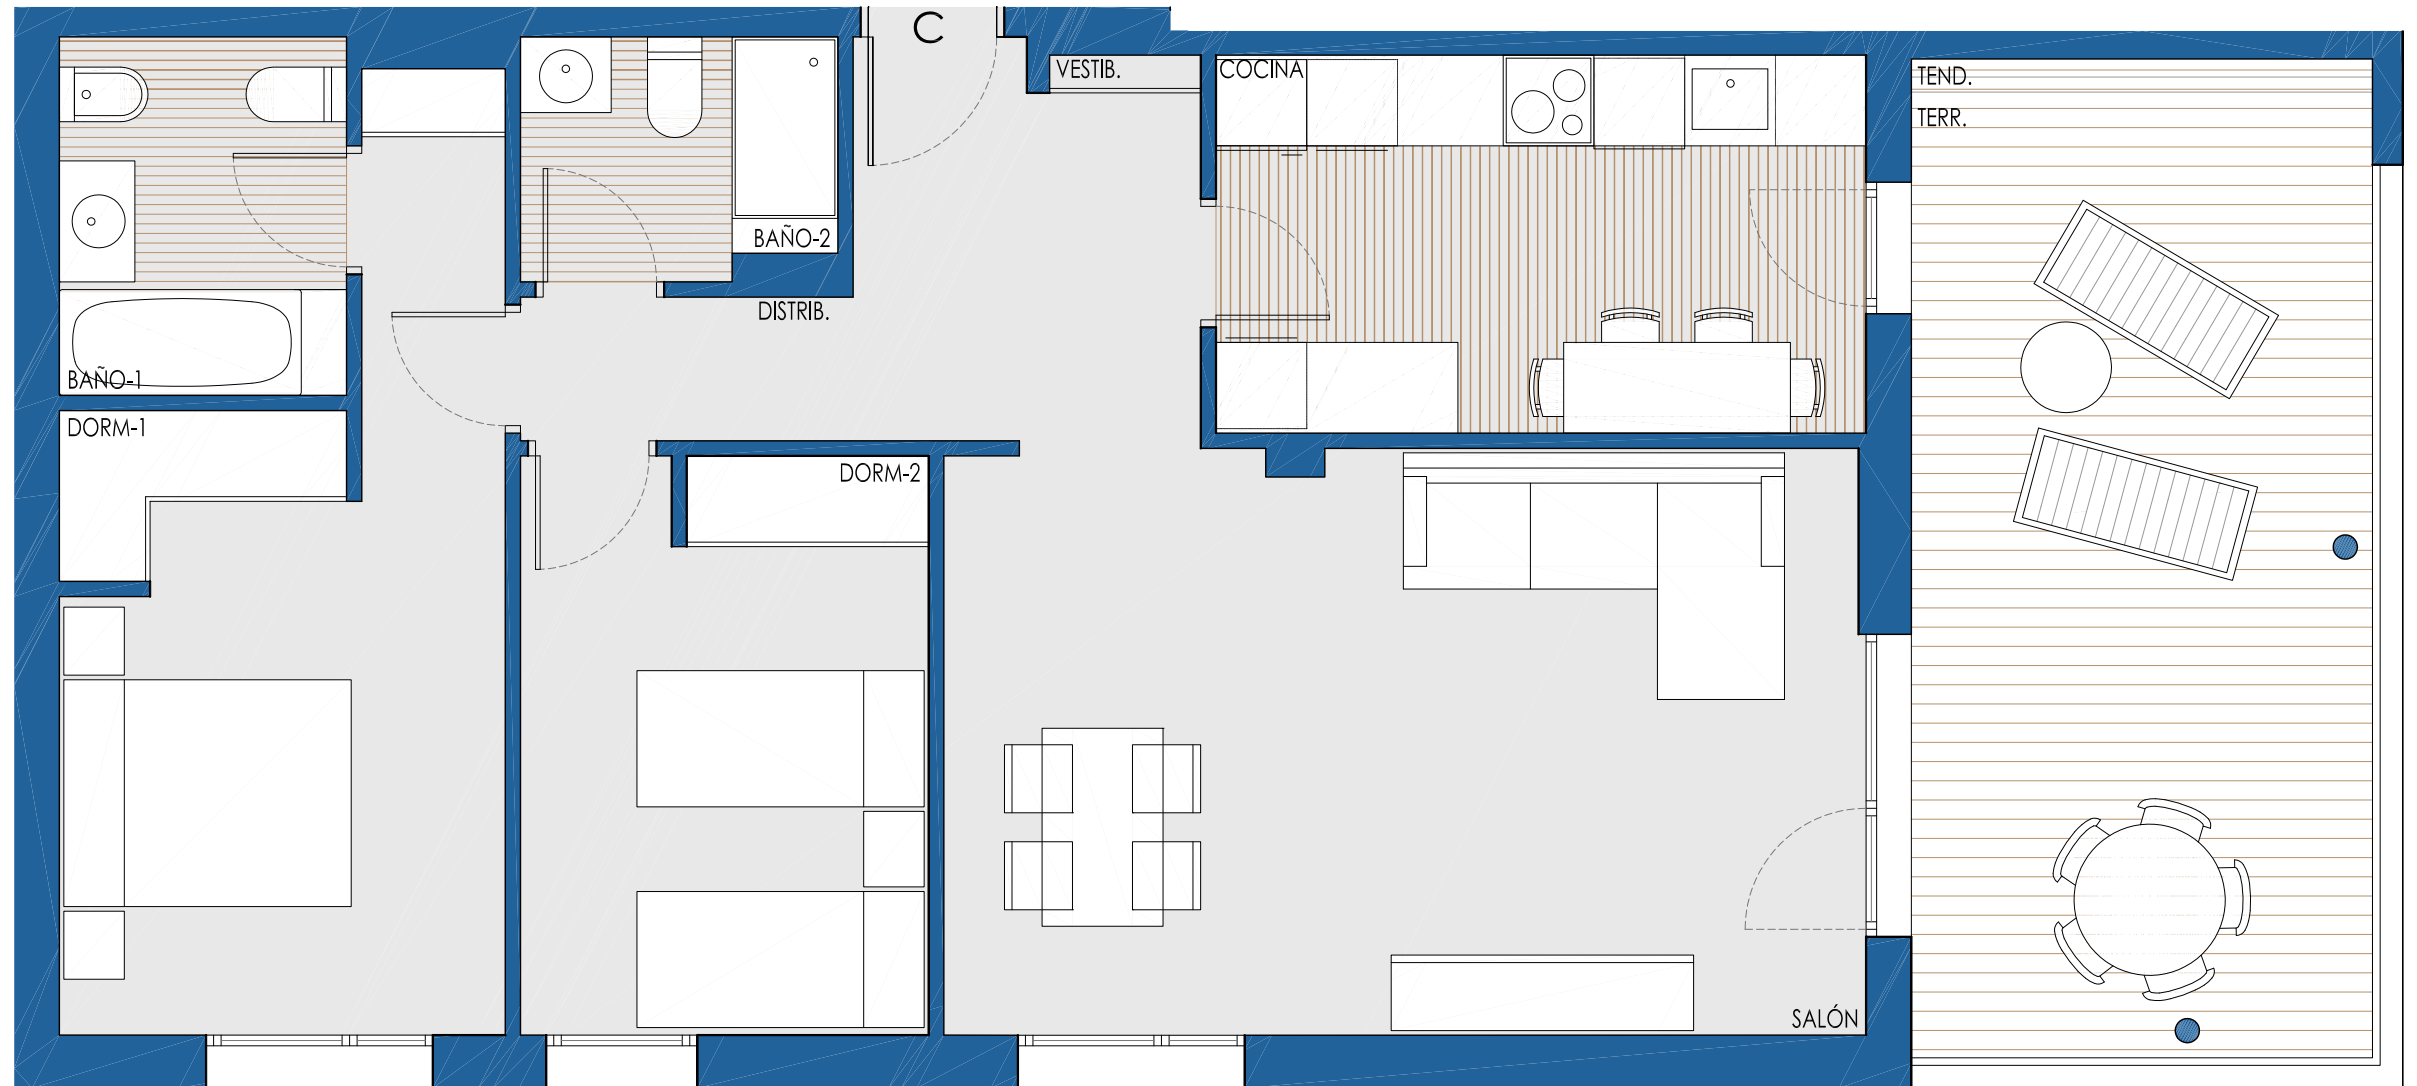 C
VESTIB.
COCINA
TEND.
TERR.
BAÑO-2
DISTRIB.
BAÑO-1
DORM-1
DORM-2
SALÓN